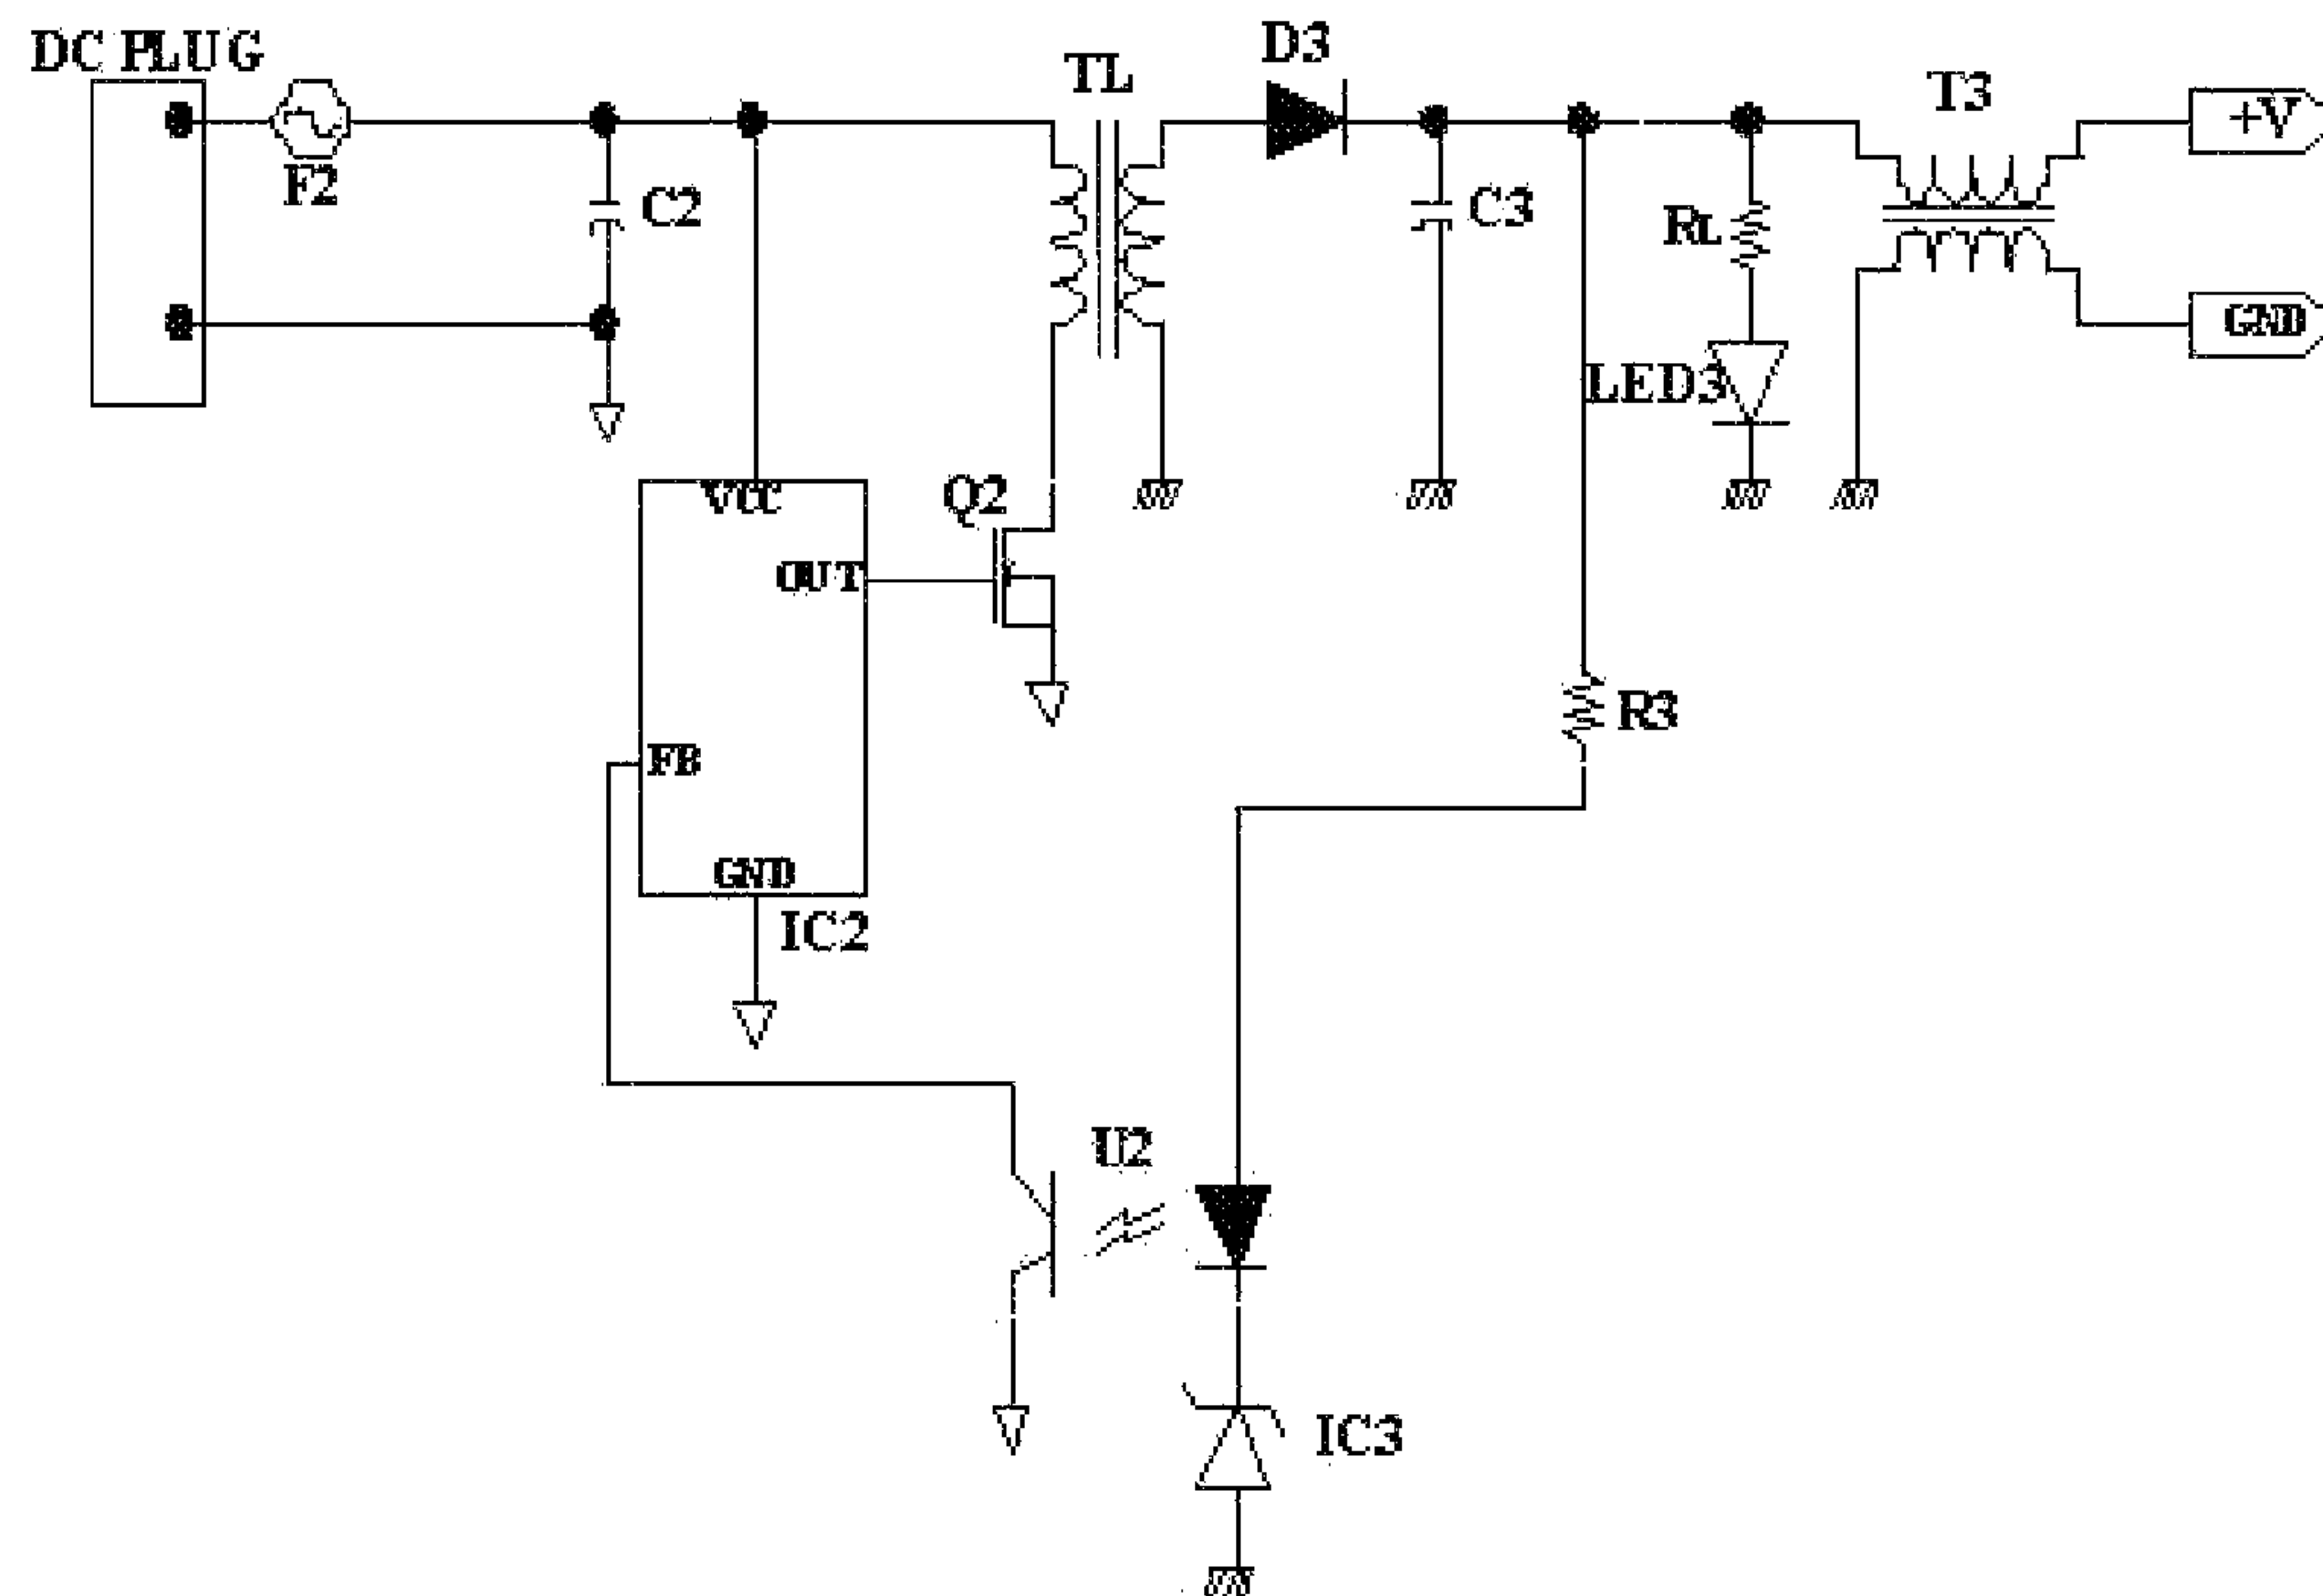 DC PLUG
F2
C2
TL
D3
C3
RL
LED3
T3
+V
GND
VCC
OUT
FB
GND
IC2
Q2
R3
U2
IC3